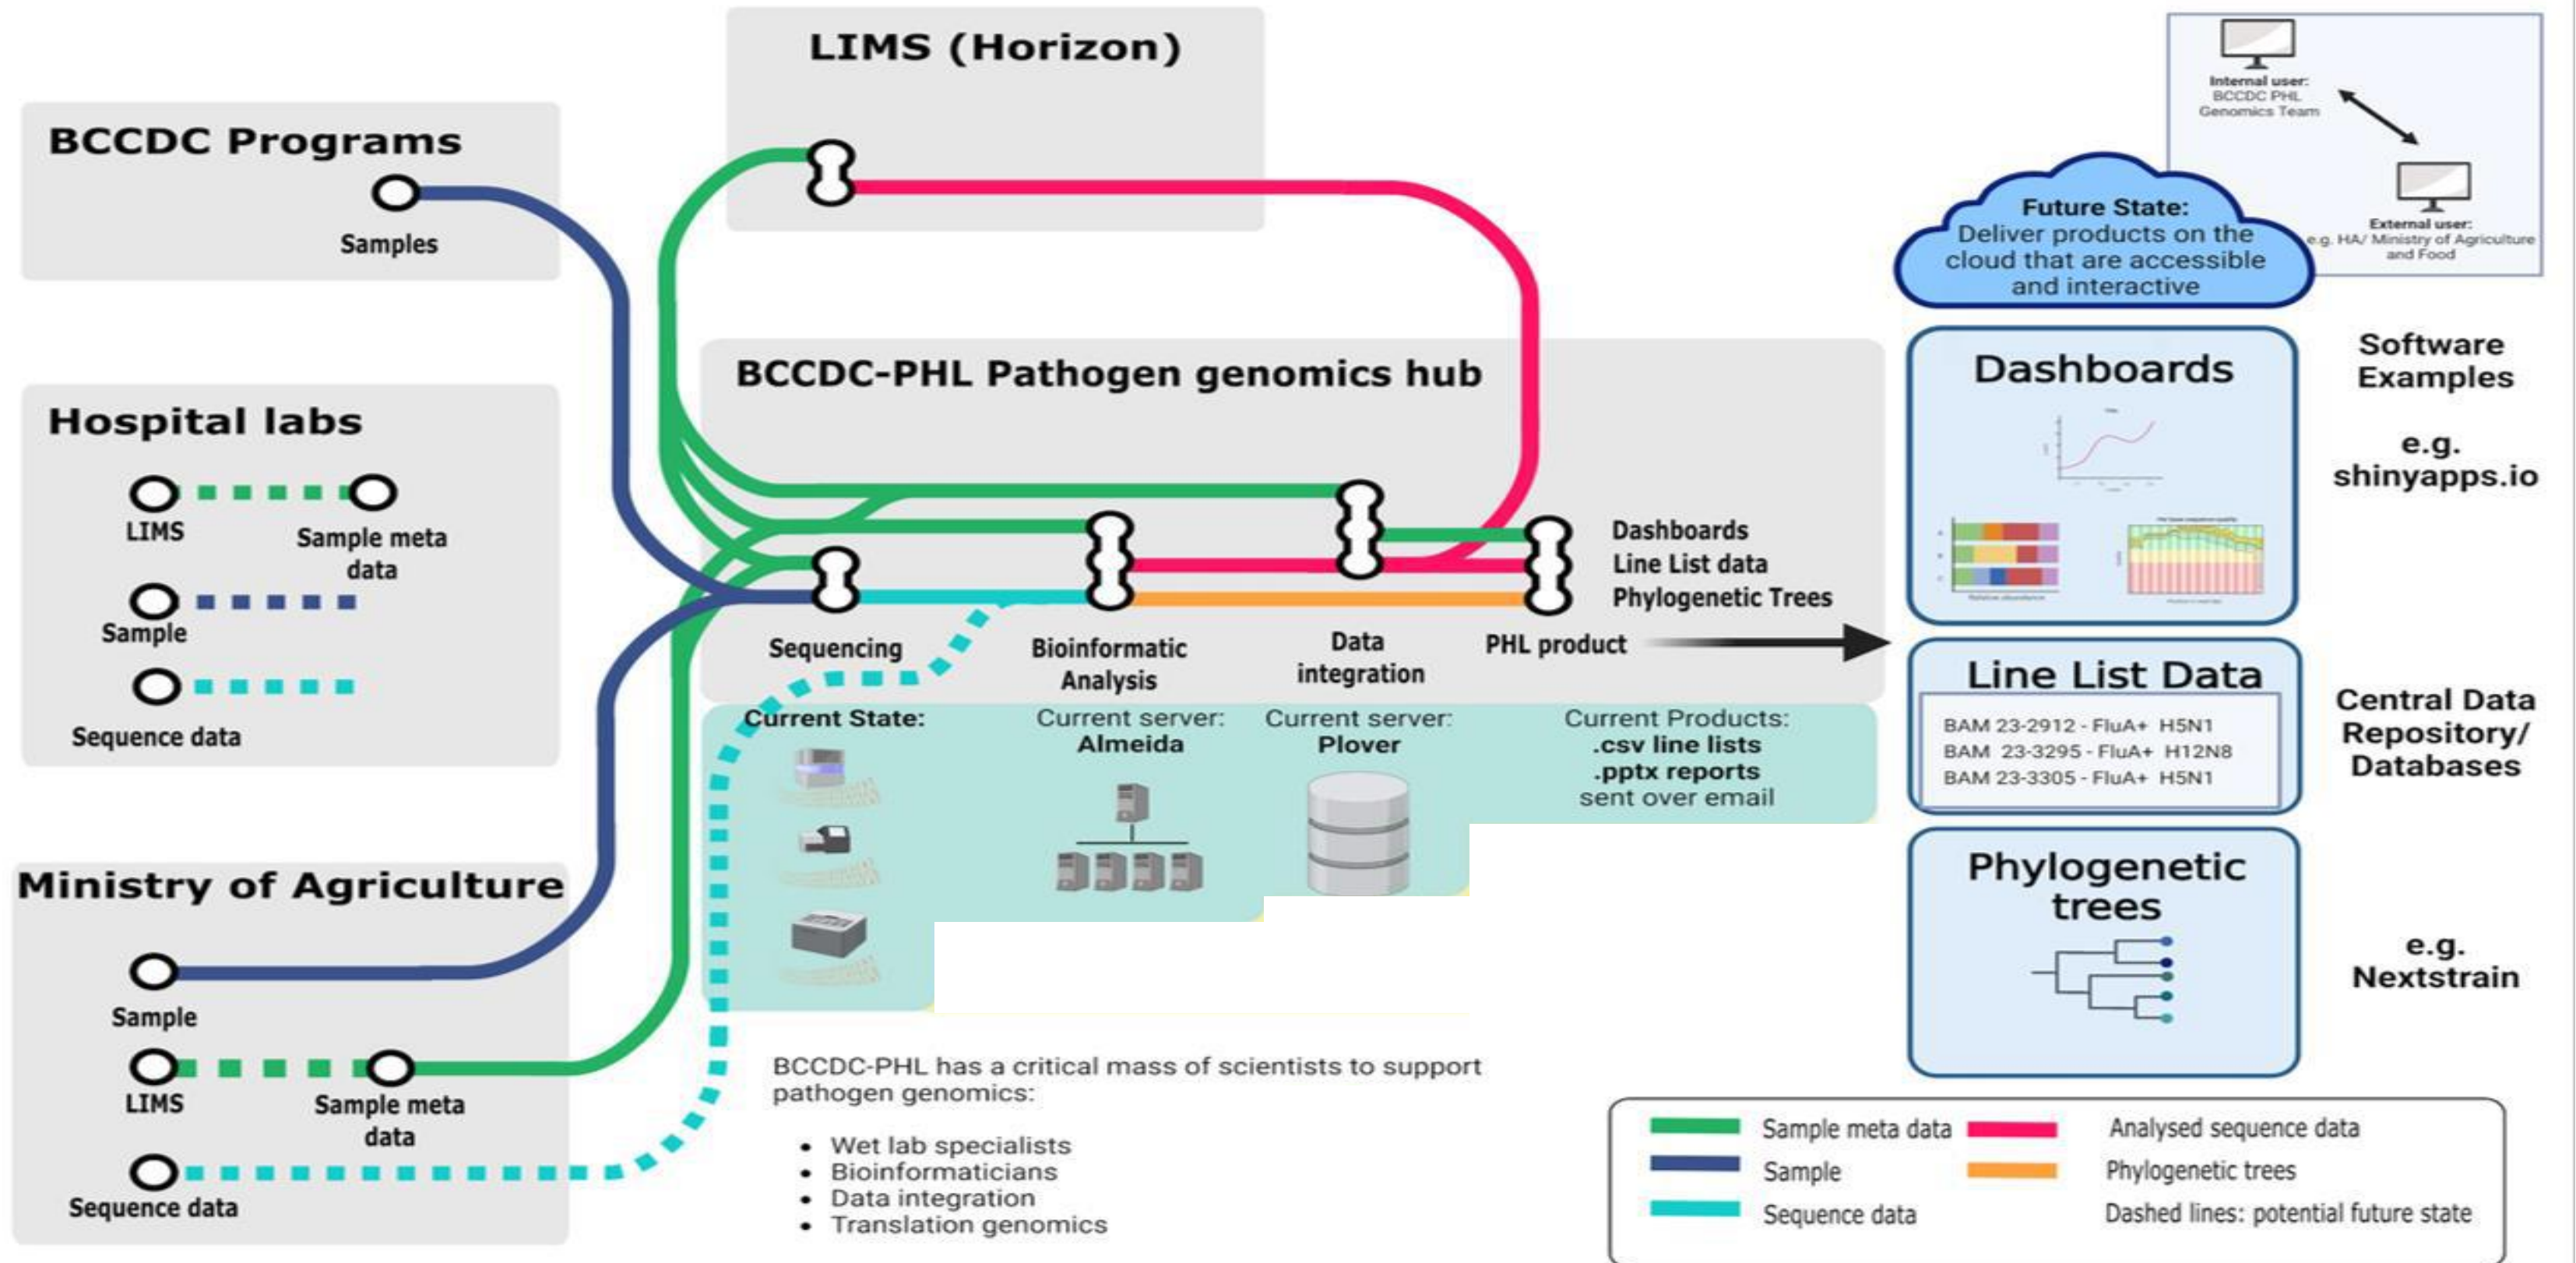 LIMS (Horizon)
BCCDC Programs
Samples
Hospital labs
LIMS
Sample meta
data
Sample
Sequence data
Ministry of Agriculture
Sample
LIMS
Sample meta
data
Sequence data
BCCDC-PHL Pathogen genomics hub
Dashboards
Line List data
Phylogenetic Trees
Sequencing
Bioinformatic
Analysis
Data
integration
PHL product
Current State:
Current server:
Almeida
Current server:
Plover
Current Products:
.csv line lists
.pptx reports
sent over email
BCCDC-PHL has a critical mass of scientists to support
pathogen genomics:
• Wet lab specialists
• Bioinformaticians
• Data integration
• Translation genomics
Internal user:
BCCDC PHL
Genomics Team
External user:
e.g. HA/ Ministry of Agriculture
and Food
Future State:
Deliver products on the
cloud that are accessible
and interactive
Dashboards
Software
Examples
e.g.
shinyapps.io
Line List Data
BAM 23-2912 - FluA+ H5N1
BAM 23-3295 - FluA+ H12N8
BAM 23-3305 - FluA+ H5N1
Central Data
Repository/
Databases
Phylogenetic
trees
e.g.
Nextstrain
Sample meta data
Analysed sequence data
Sample
Phylogenetic trees
Sequence data
Dashed lines: potential future state